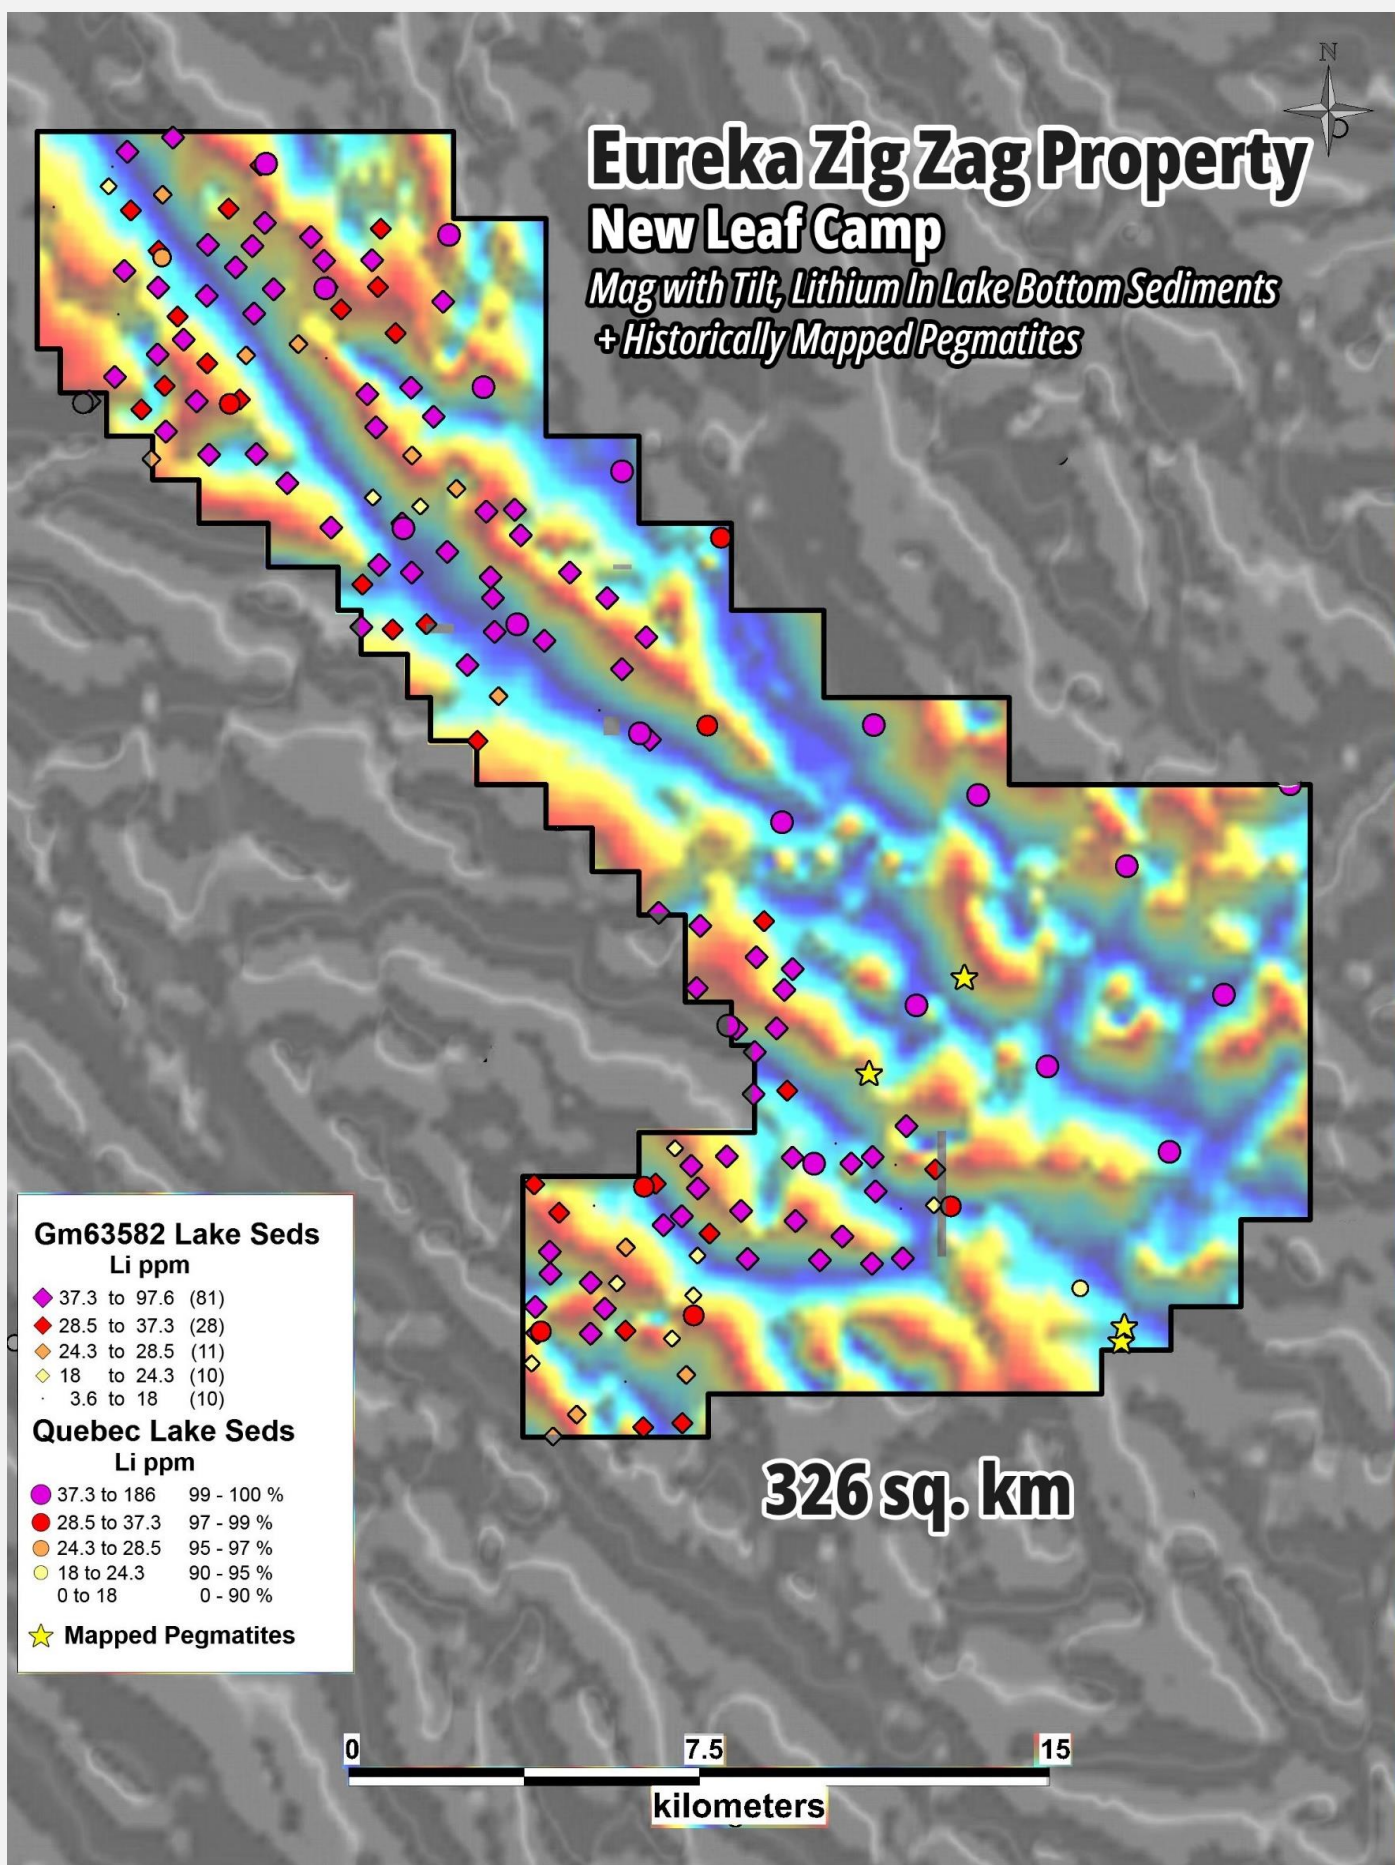 N
Eureka Zig Zag Property
New Leaf Camp
Mag with Tilt, Lithium In Lake Bottom Sediments
+ Historically Mapped Pegmatites
Gm63582 Lake Seds
Li ppm
37.3 to 97.6 (81)
28.5 to 37.3 (28)
24.3 to 28.5 (11)
18 to 24.3 (10)
3.6 to 18 (10)
Quebec Lake Seds
Li ppm
37.3 to 186 99 - 100 %
28.5 to 37.3 97 - 99 %
24.3 to 28.5 95 - 97 %
18 to 24.3 90 - 95 %
0 to 18 0 - 90 %
Mapped Pegmatites
326 sq. km
0 7.5 15
kilometers